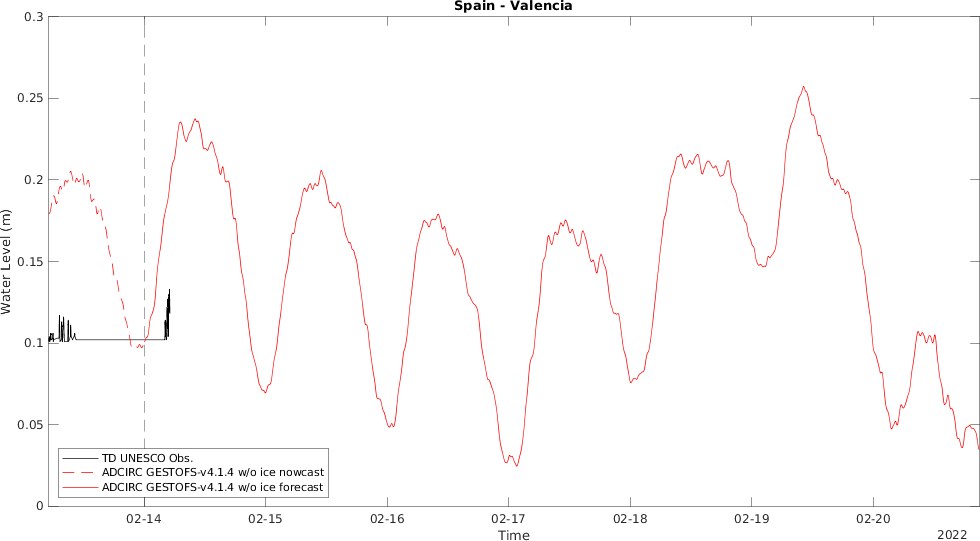 Spain - Valencia
0.3
0.25
0.2
0.15
0.1
0.05
0
Water Level (m)
TD UNESCO Obs.
ADCIRC GESTOFS-v4.1.4 w/o ice nowcast
ADCIRC GESTOFS-v4.1.4 w/o ice forecast
02-14 02-15 02-16 02-17 02-18 02-19 02-20
Time
2022